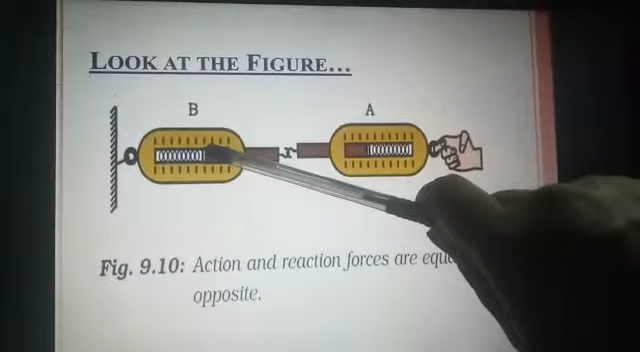 LOOK AT THE FIGURE...
B
A
Fig. 9.10: Action and reaction forces are
opposite.